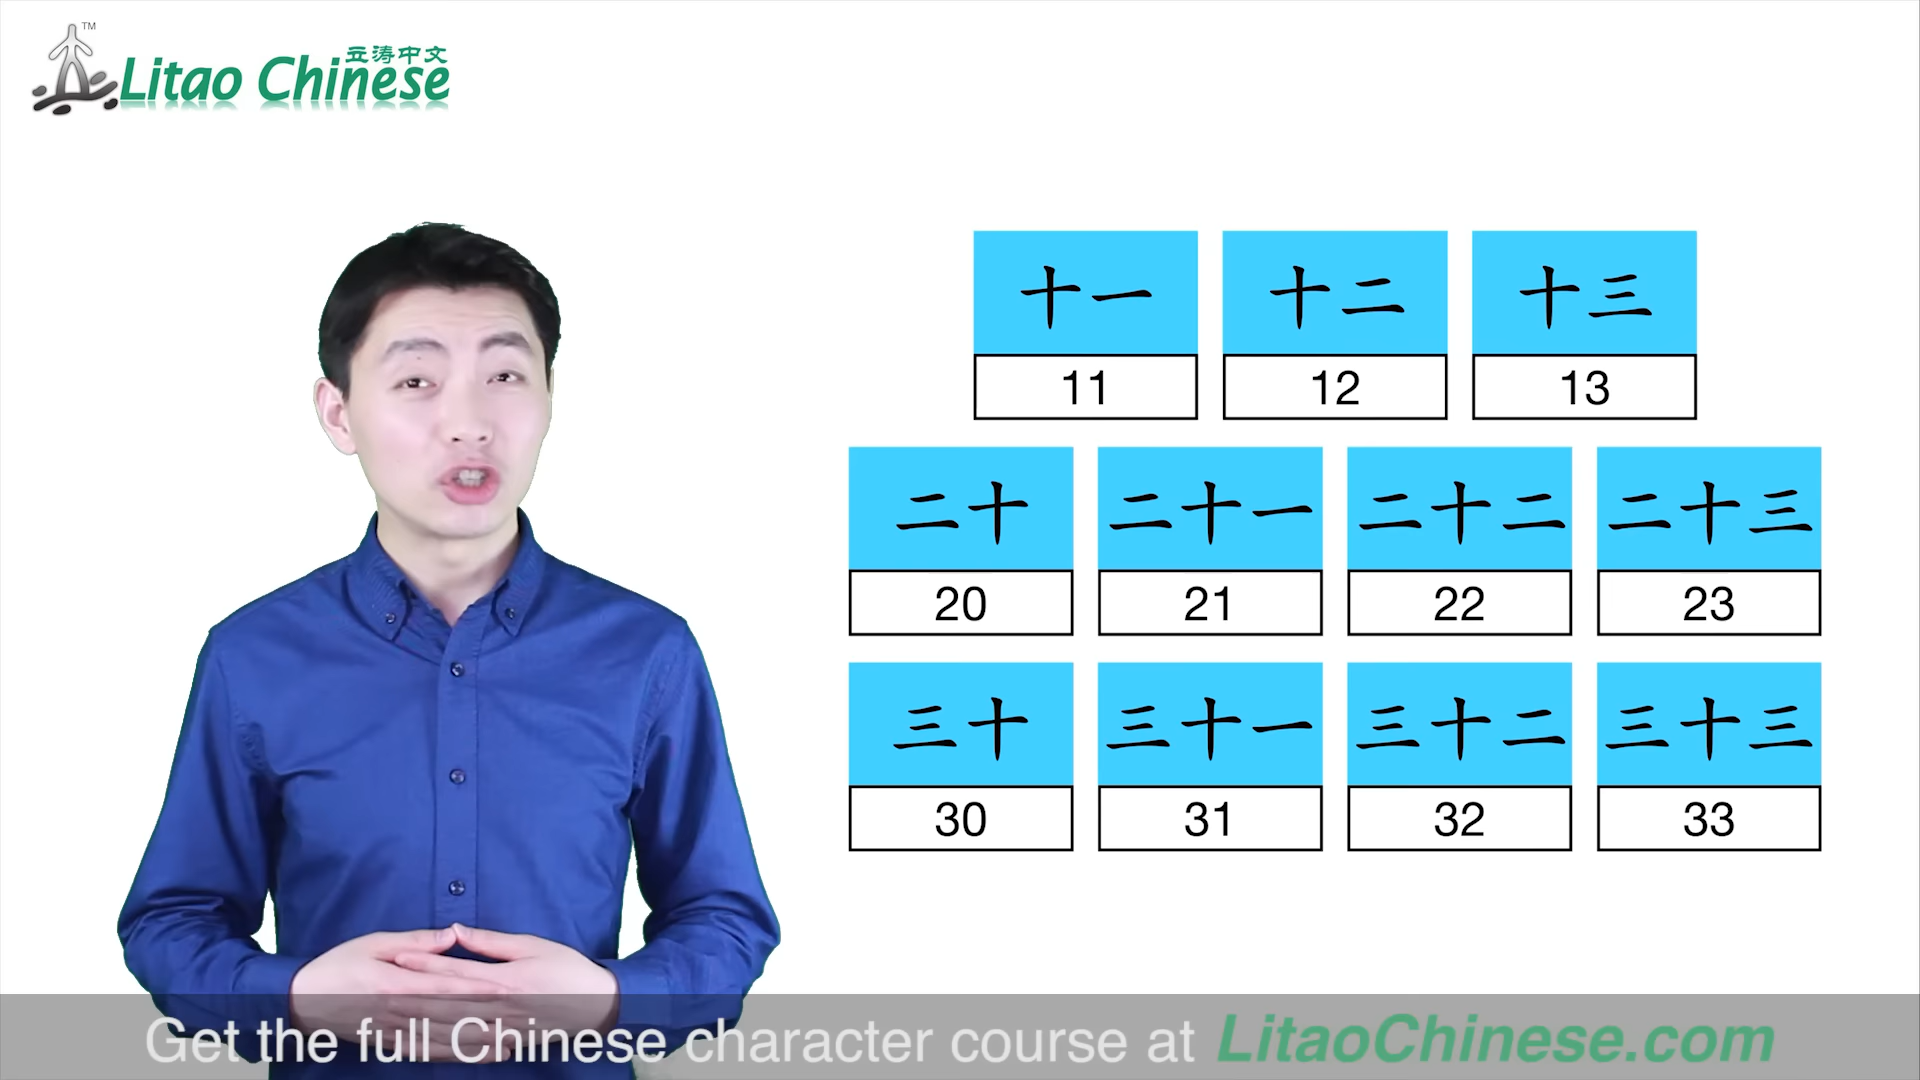 TM
立涛中文
Litao Chinese
十一 十二 十三
11 12 13
二十 二十一 二十二 二十三
20 21 22 23
三十 三十一 三十二 三十三
30 31 32 33
Get the full Chinese character course at LitaoChinese.com